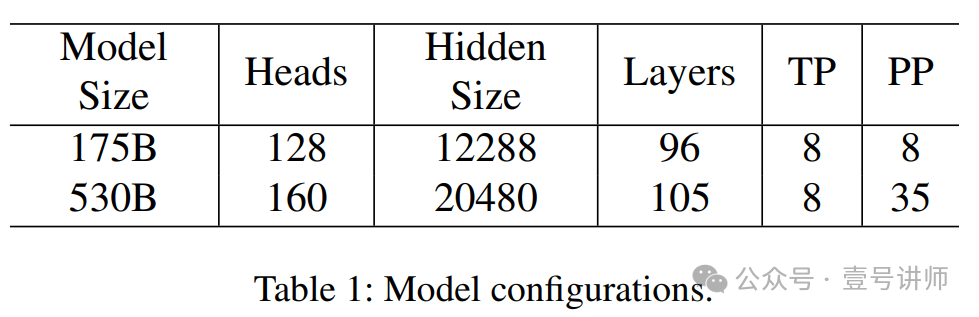 Model Size Heads Hidden Size Layers TP PP
175B 128 12288 96 8 8
530B 160 20480 105 8 35
Table 1: Model configurations.
公众号 · 壹号讲师